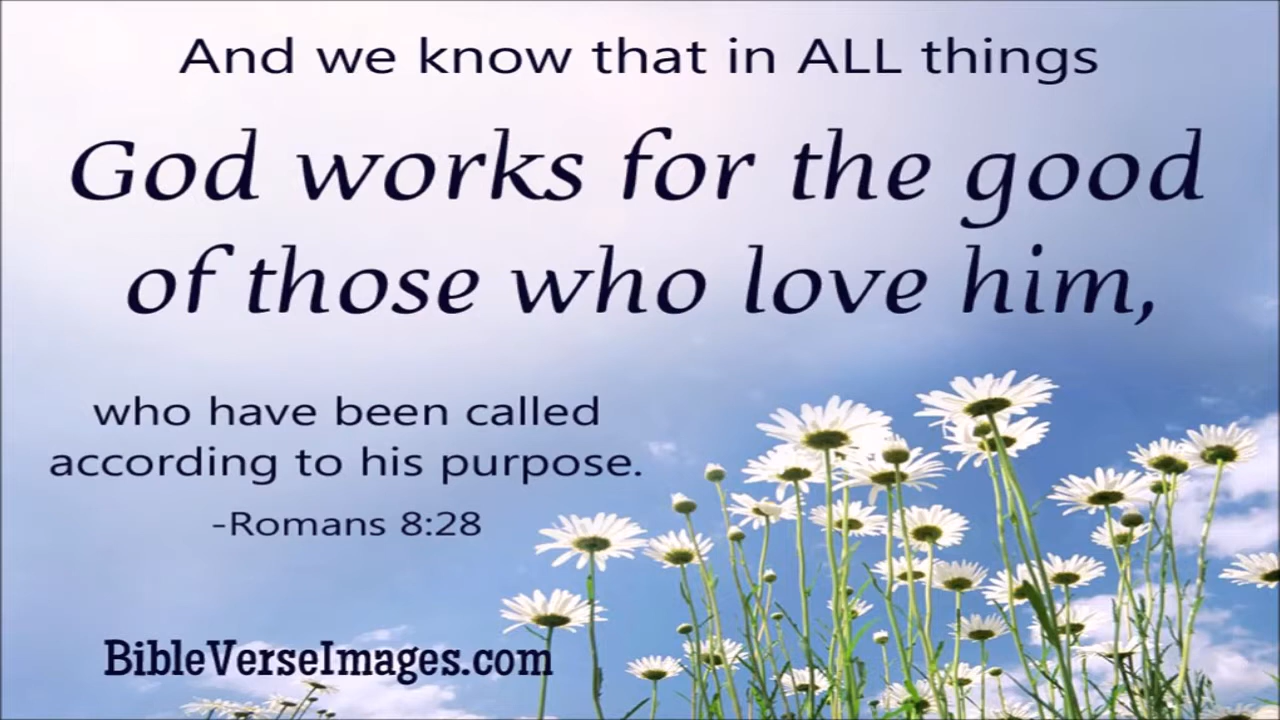 And we know that in ALL things
God works for the good
of those who love him,
who have been called
according to his purpose.
-Romans 8:28
BibleVerseImages.com